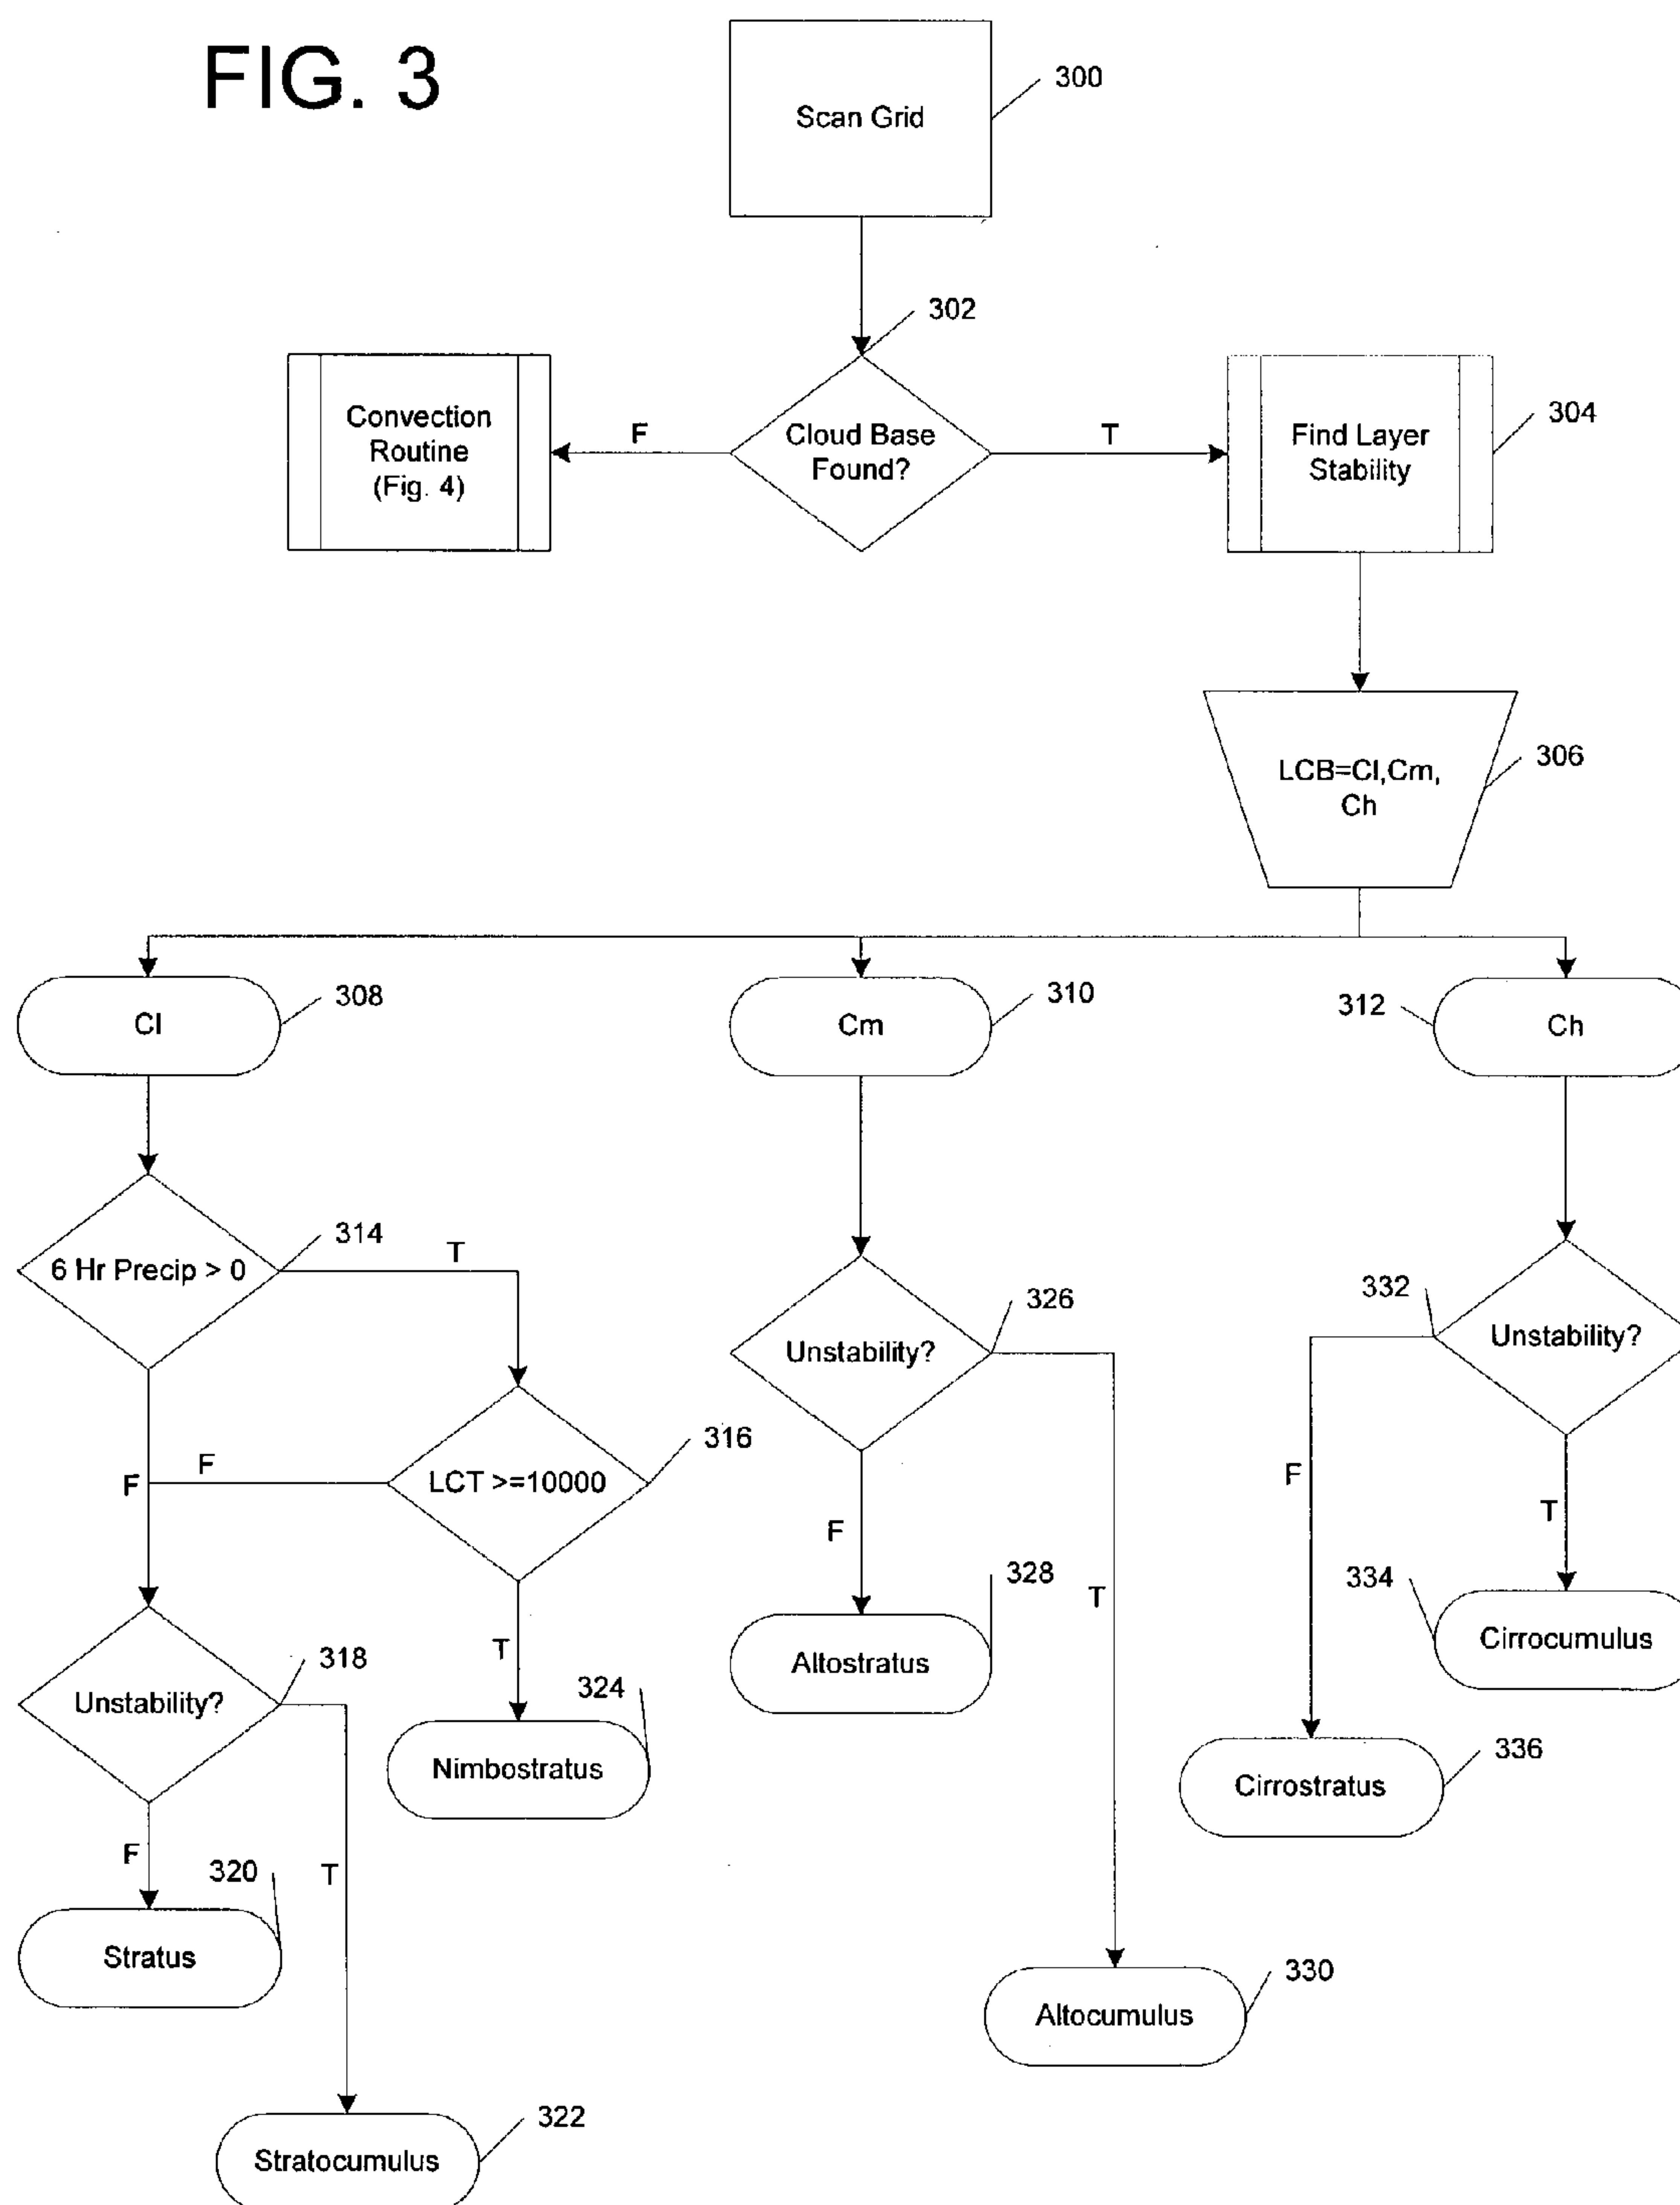 FIG. 3
Scan Grid
300
302
Convection
Routine
(Fig. 4)
F
Cloud Base
Found?
T
Find Layer
Stability
304
LCB=Cl,Cm,
Ch
306
Cl
308
Cm
310
312
Ch
6 Hr Precip > 0
314
T
F
F
LCT >=10000
316
T
324
Nimbostratus
Unstability?
318
F
T
320
Stratus
Stratocumulus
322
Unstability?
326
F
T
328
Altostratus
Altocumulus
330
332
Unstability?
F
T
334
Cirrocumulus
Cirrostratus
336